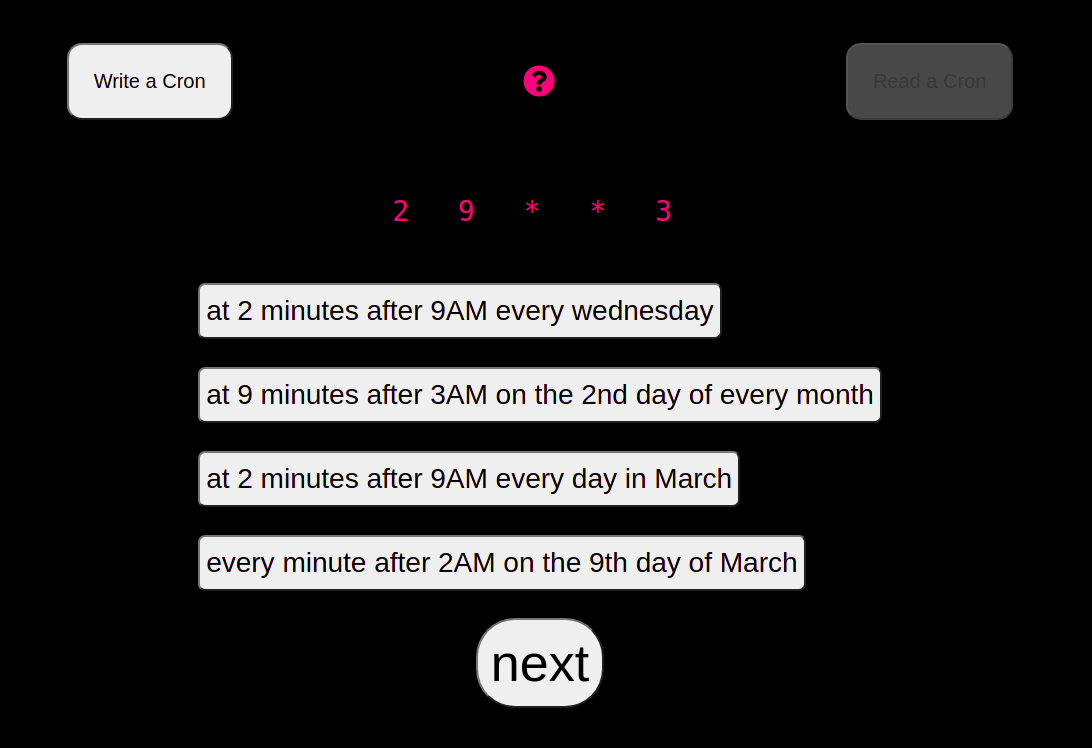 Write a Cron
?
Read a Cron
2 9 * * 3
at 2 minutes after 9AM every wednesday
at 9 minutes after 3AM on the 2nd day of every month
at 2 minutes after 9AM every day in March
every minute after 2AM on the 9th day of March
next